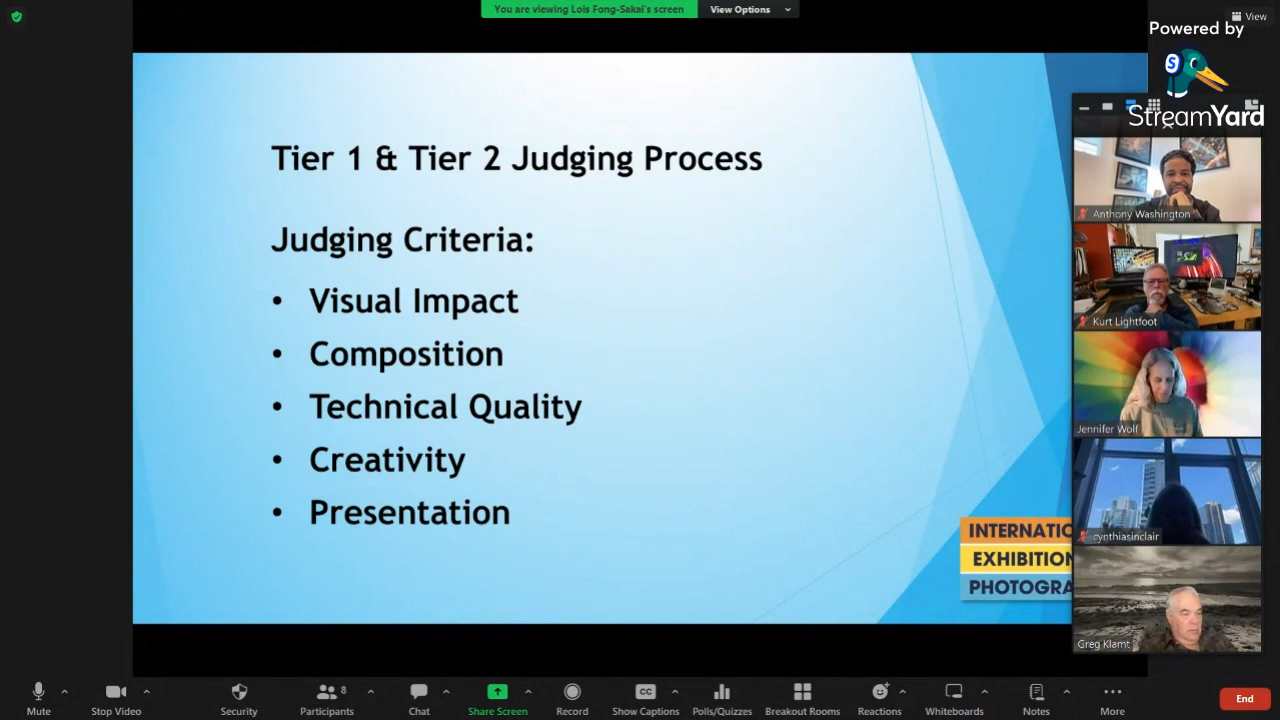 You are viewing Lois Fong-Sakai's screen
View Options
View
Powered by
S
StreamYard
Tier 1 & Tier 2 Judging Process
Judging Criteria:
• Visual Impact
• Composition
• Technical Quality
• Creativity
• Presentation
INTERNATIO
EXHIBITION
PHOTOGRA
Anthony Washington
Kurt Lightfoot
Jennifer Wolf
cynthiasinclair
Greg Klamt
Mute
Stop Video
Security
8
Participants
Chat
Share Screen
Record
CC
Show Captions
Polls/Quizzes
Breakout Rooms
Reactions
Whiteboards
Notes
More
End